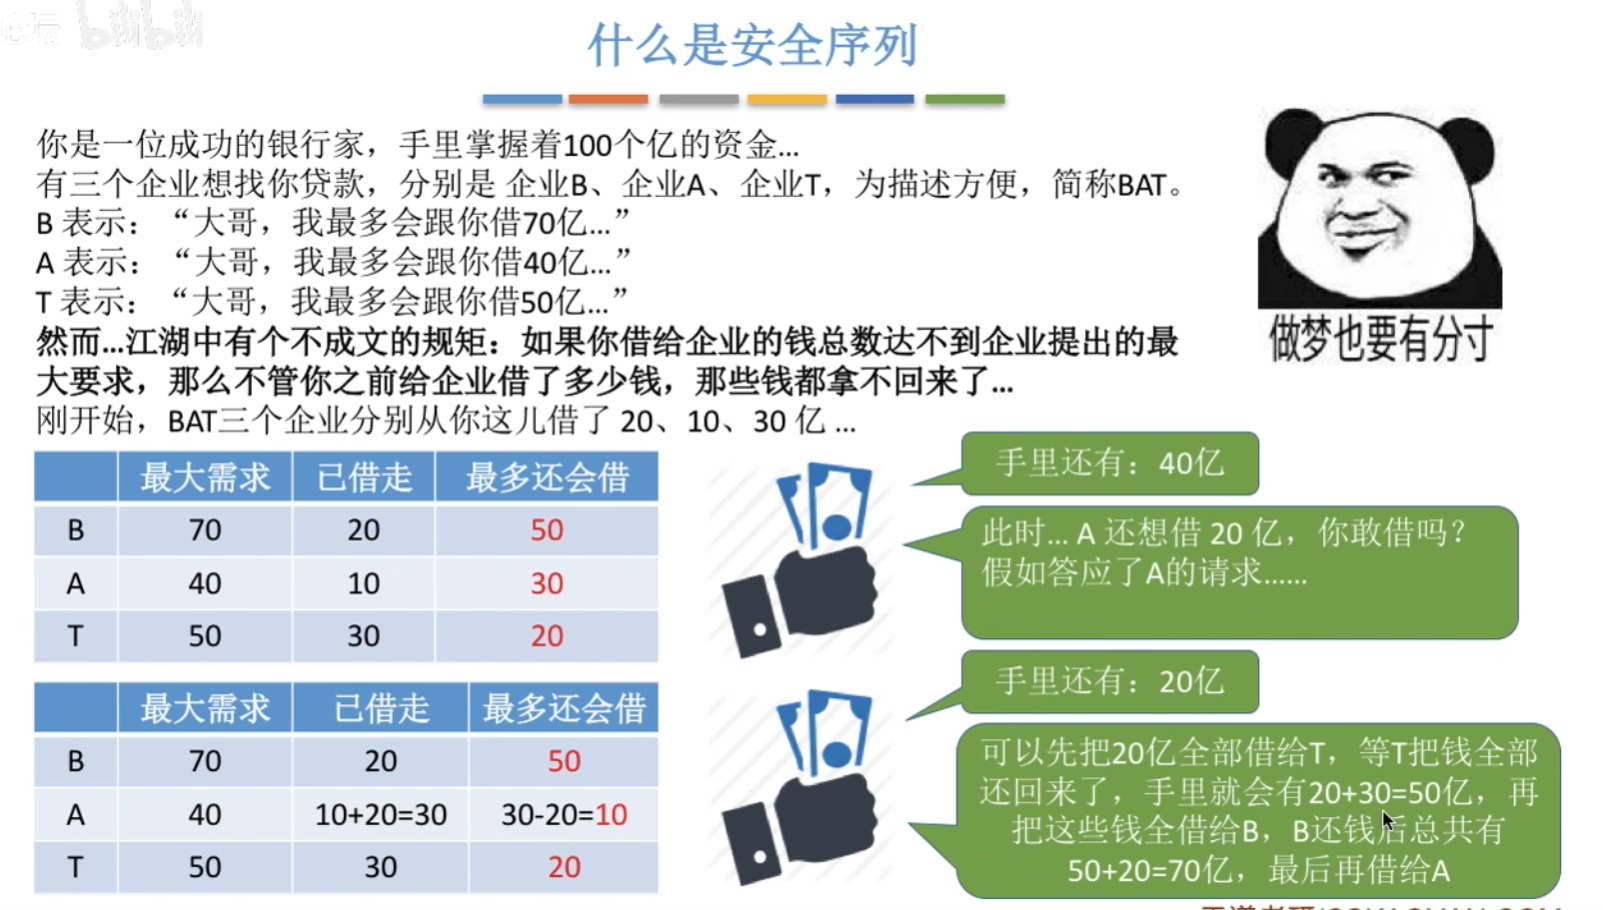 bilibili
什么是安全序列
你是一位成功的银行家，手里掌握着100个亿的资金...
有三个企业想找你贷款，分别是 企业B、企业A、企业T，为描述方便，简称BAT。
B 表示：“大哥，我最多会跟你借70亿...”
A 表示：“大哥，我最多会跟你借40亿...”
T 表示：“大哥，我最多会跟你借50亿...”
然而...江湖中有个不成文的规矩：如果你借给企业的钱总数达不到企业提出的最
大要求，那么不管你之前给企业借了多少钱，那些钱都拿不回来了...
刚开始，BAT三个企业分别从你这儿借了 20、10、30 亿 ...
做梦也要有分寸
最大需求 已借走 最多还会借
B 70 20 50
A 40 10 30
T 50 30 20
手里还有：40亿
此时... A 还想借 20 亿，你敢借吗？
假如答应了A的请求......
最大需求 已借走 最多还会借
B 70 20 50
A 40 10+20=30 30-20=10
T 50 30 20
手里还有：20亿
可以先把20亿全部借给T，等T把钱全部
还回来了，手里就会有20+30=50亿，再
把这些钱全借给B，B还钱后总共有
50+20=70亿，最后再借给A